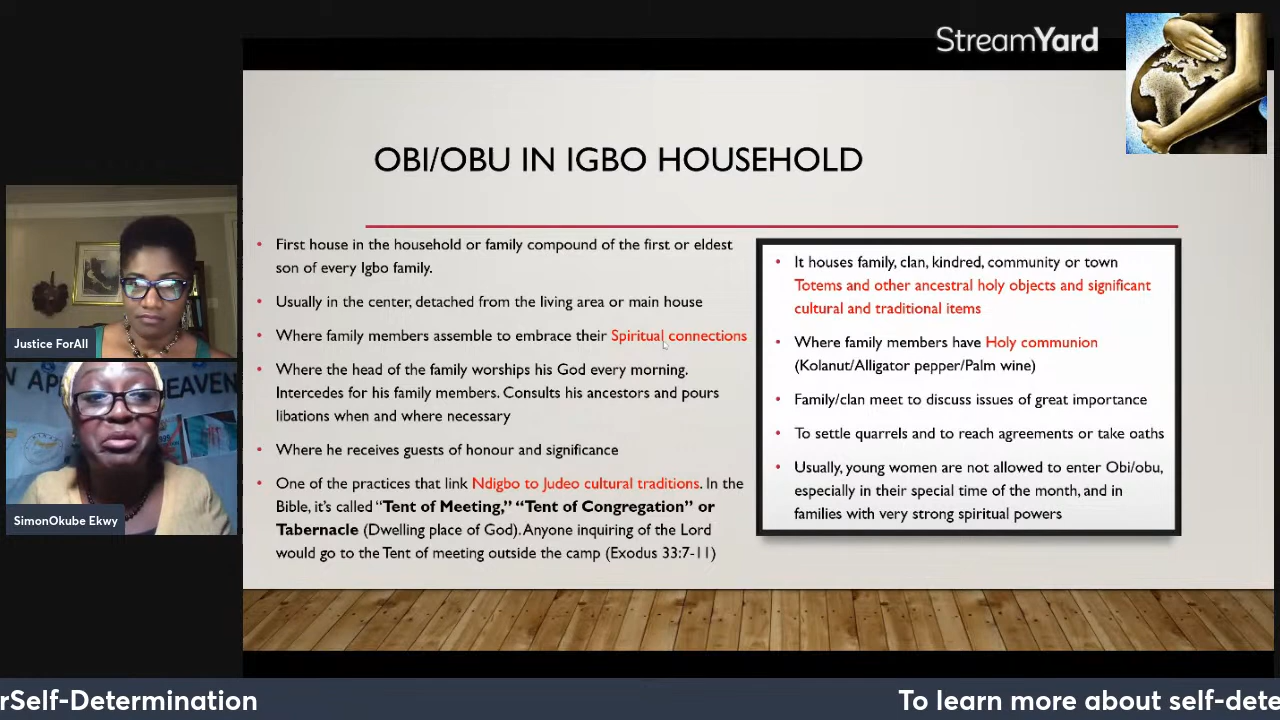 StreamYard
OBI/OBU IN IGBO HOUSEHOLD
• First house in the household or family compound of the first or eldest
son of every Igbo family.
• Usually in the center, detached from the living area or main house
• Where family members assemble to embrace their Spiritual connections
• Where the head of the family worships his God every morning.
Intercedes for his family members. Consults his ancestors and pours
libations when and where necessary
• Where he receives guests of honour and significance
• One of the practices that link Ndigbo to Judeo cultural traditions. In the
Bible, it's called “Tent of Meeting,” “Tent of Congregation” or
Tabernacle (Dwelling place of God). Anyone inquiring of the Lord
would go to the Tent of meeting outside the camp (Exodus 33:7-11)
• It houses family, clan, kindred, community or town
Totems and other ancestral holy objects and significant
cultural and traditional items
• Where family members have Holy communion
(Kolanut/Alligator pepper/Palm wine)
• Family/clan meet to discuss issues of great importance
• To settle quarrels and to reach agreements or take oaths
• Usually, young women are not allowed to enter Obi/obu,
especially in their special time of the month, and in
families with very strong spiritual powers
Justice ForAll
SimonOkube Ekwy
rSelf-Determination
To learn more about self-dete